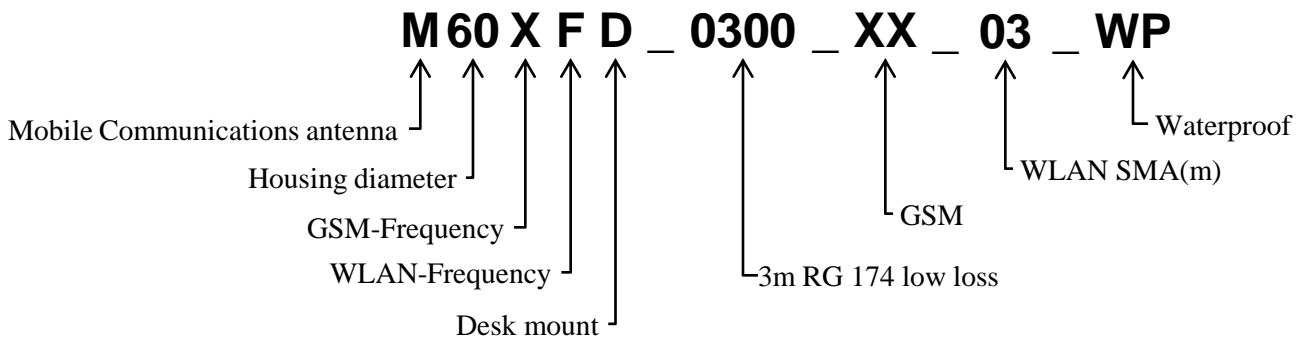 M60XFD_0300_XX_03_WP
Mobile Communications antenna
Waterproof
Housing diameter
WLAN SMA(m)
GSM-Frequency
GSM
WLAN-Frequency
3m RG 174 low loss
Desk mount